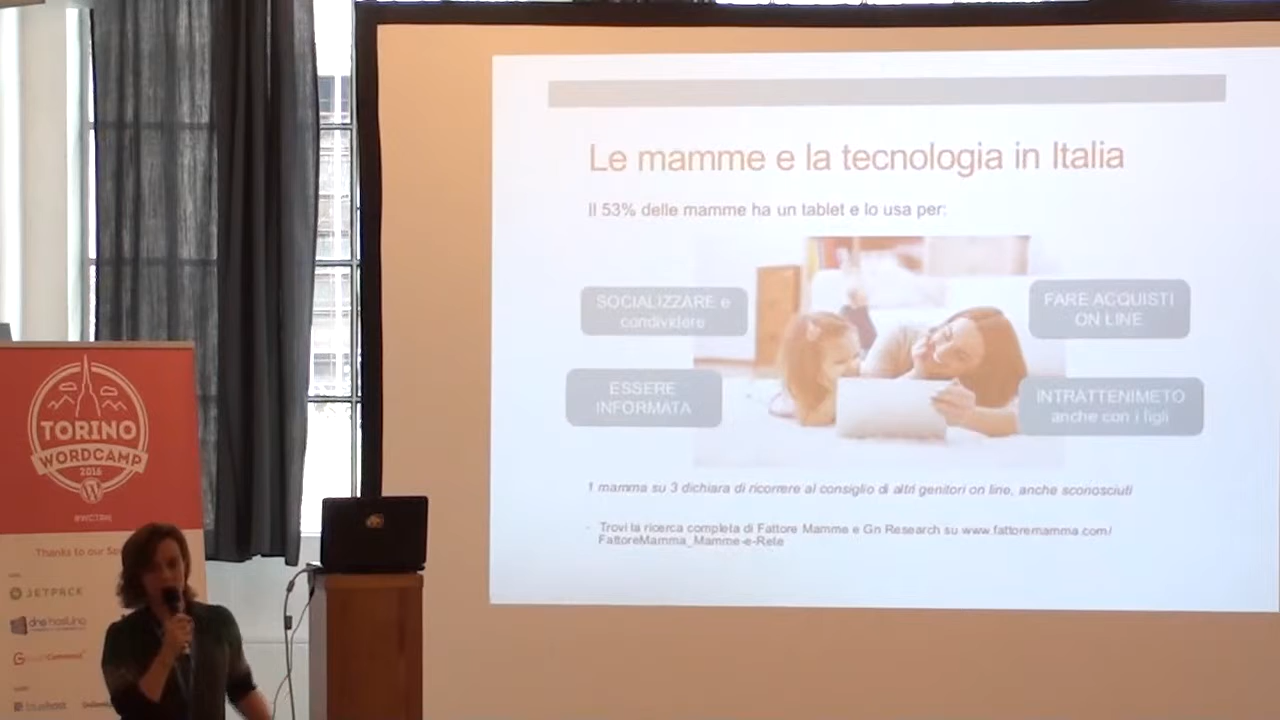 Le mamme e la tecnologia in Italia
Il 53% delle mamme ha un tablet e lo usa per:
SOCIALIZZARE e
condividere
FARE ACQUISTI
ON LINE
ESSERE
INFORMATA
INTRATTENIMETO
anche con i figli
1 mamma su 3 dichiara di ricorrere al consiglio di altri genitori on line, anche sconosciuti
- Trovi la ricerca completa di Fattore Mamme e Gn Research su www.fattoremamma.com/
FattoreMamma_Mamme-e-Rete
TORINO
WORDCAMP
2016
#WCTRN
Thanks to our
JETPACK